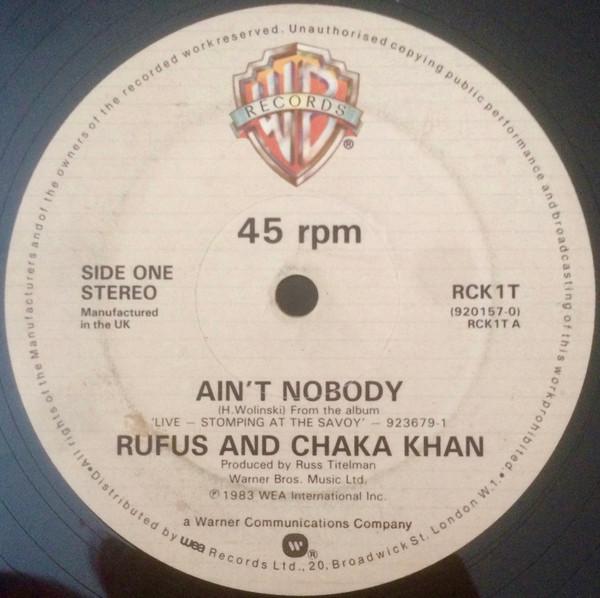 All rights of the Manufacturers and of the owners of the recorded work reserved. Unauthorised copying public performance and broadcasting of this work prohibited.
WB
RECORDS
®
45 rpm
SIDE ONE
STEREO
Manufactured
in the UK
RCK1T
(920157-0)
RCK1T A
AIN'T NOBODY
(H.Wolinski) From the album
'LIVE – STOMPING AT THE SAVOY' – 923679-1
RUFUS AND CHAKA KHAN
Produced by Russ Titelman
Warner Bros. Music Ltd.
℗ 1983 WEA International Inc.
a Warner Communications Company
®
•Distributed by wea Records Ltd., 20, Broadwick St. London W.1.•